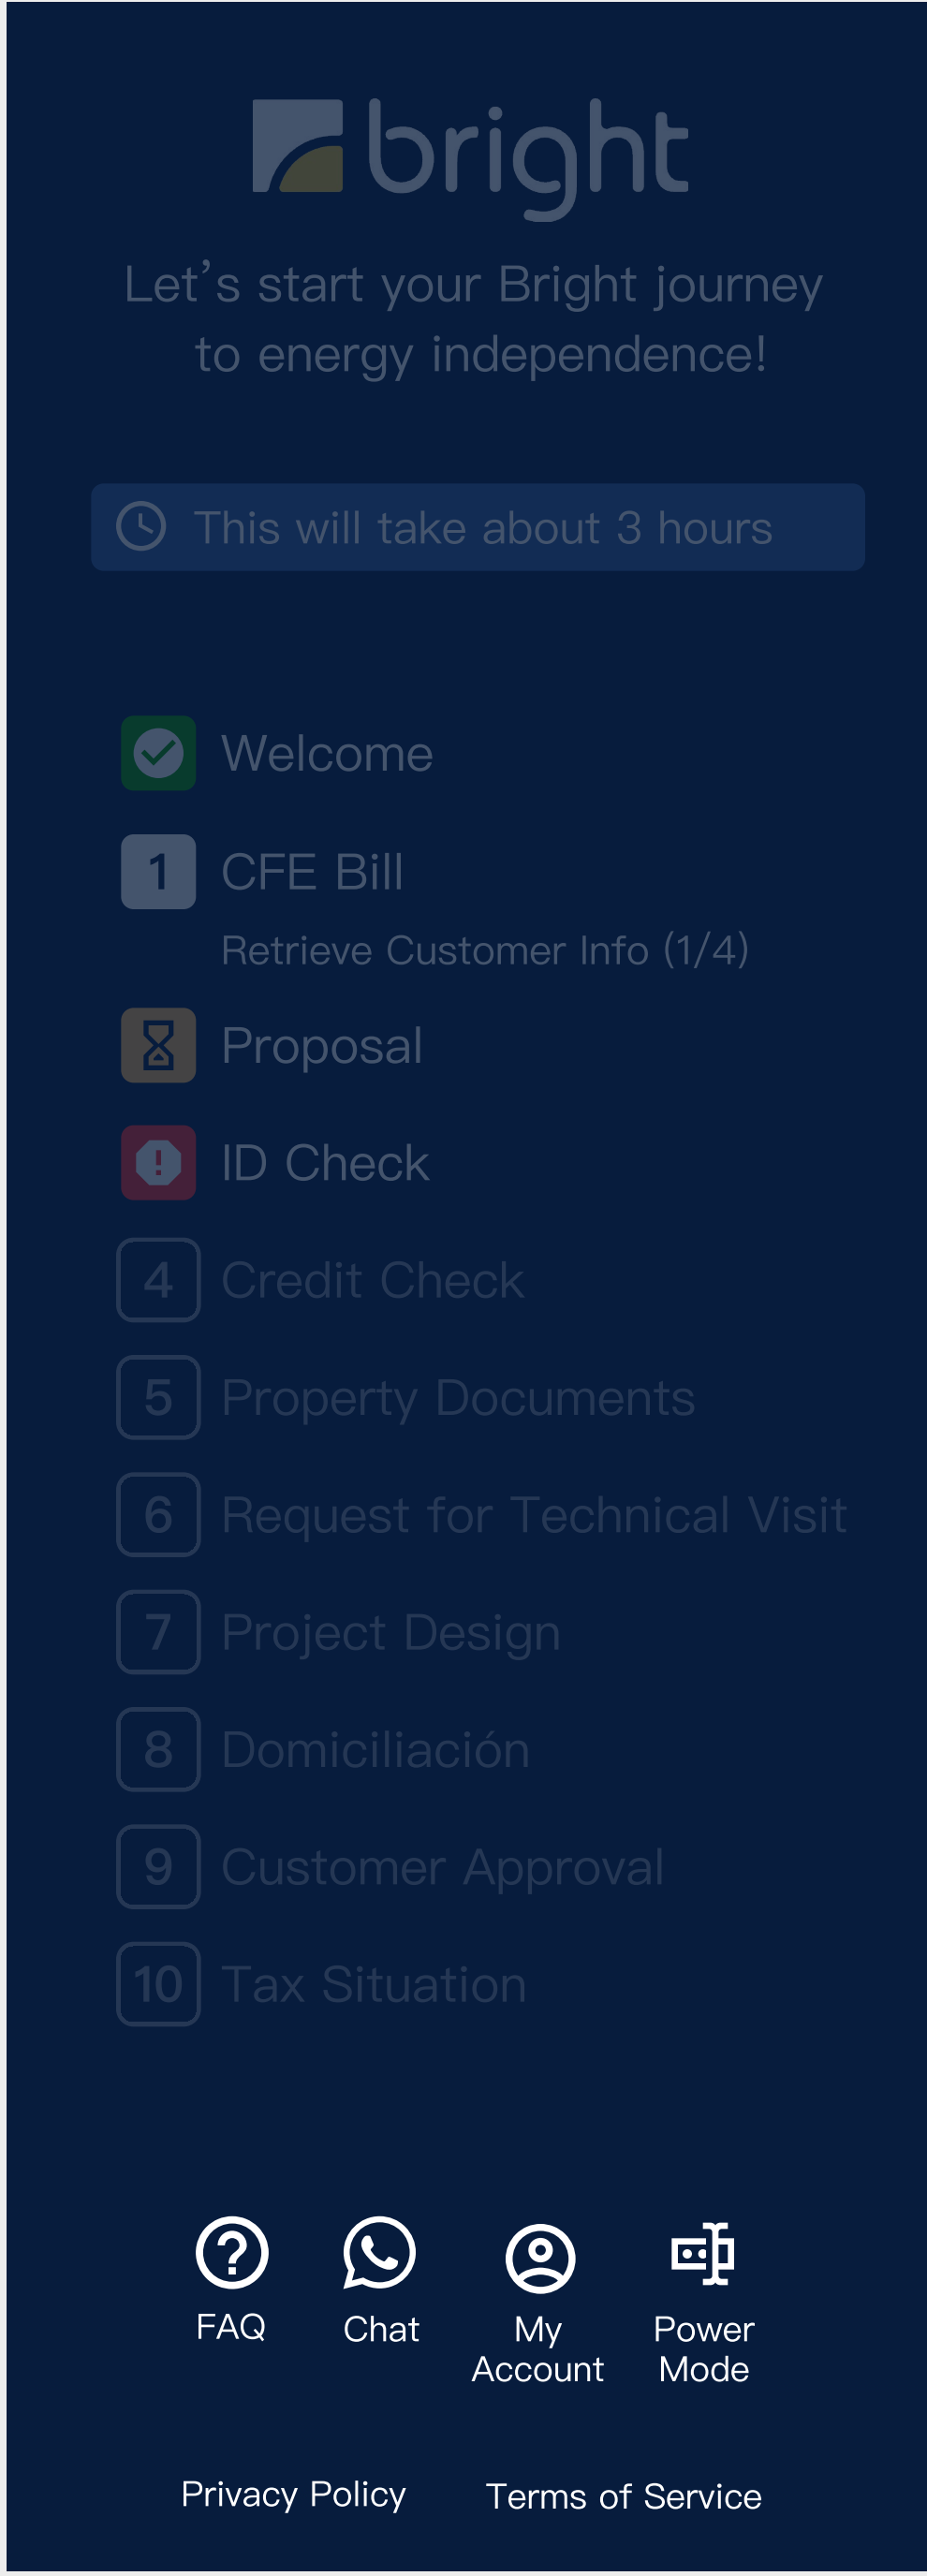 bright
Let’s start your Bright journey
to energy independence!
This will take about 3 hours
Welcome
1 CFE Bill
Retrieve Customer Info (1/4)
Proposal
ID Check
4 Credit Check
5 Property Documents
6 Request for Technical Visit
7 Project Design
8 Domiciliación
9 Customer Approval
10 Tax Situation
FAQ
Chat
My
Account
Power
Mode
Privacy Policy
Terms of Service